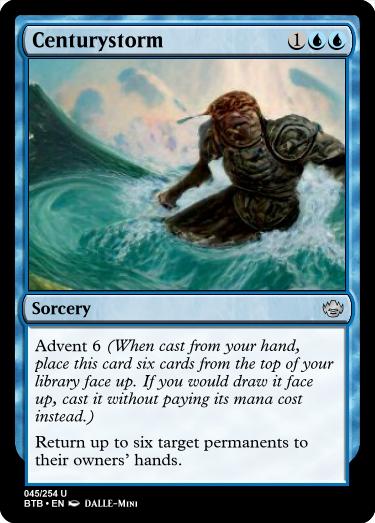 Centurystorm 1
Sorcery
Advent 6 (When cast from your hand,
place this card six cards from the top of your
library face up. If you would draw it face
up, cast it without paying its mana cost
instead.)
Return up to six target permanents to
their owners' hands.
045/254 U
BTB • EN DALLE-Mini